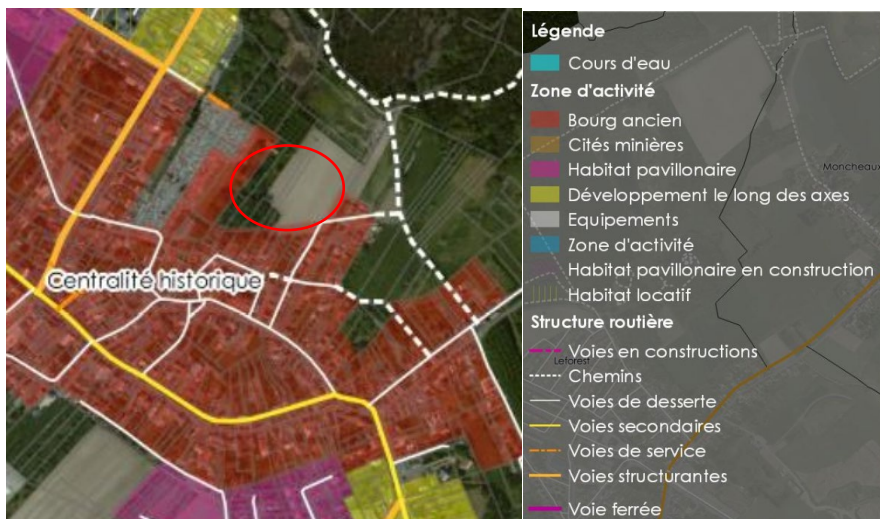 Centralité historique
Légende
Cours d'eau
Zone d'activité
Bourg ancien
Cités minières
Habitat pavillonaire
Développement le long des axes
Equipements
Zone d'activité
Habitat pavillonaire en construction
Habitat locatif
Structure routière
Voies en constructions
Chemins
Voies de desserte
Voies secondaires
Voies de service
Voies structurantes
Voie ferrée
Moncheaux
Leforest